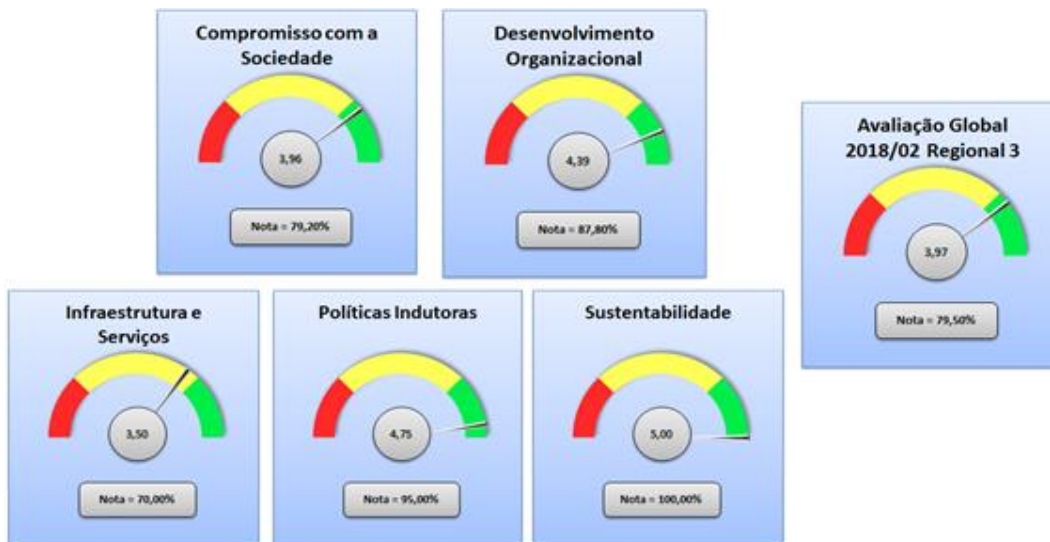 Compromisso com a
Sociedade
3,96
Nota = 79,20%
Desenvolvimento
Organizacional
4,39
Nota = 87,80%
Avaliação Global
2018/02 Regional 3
3,97
Nota = 79,50%
Infraestrutura e
Serviços
3,50
Nota = 70,00%
Políticas Indutoras
4,75
Nota = 95,00%
Sustentabilidade
5,00
Nota = 100,00%